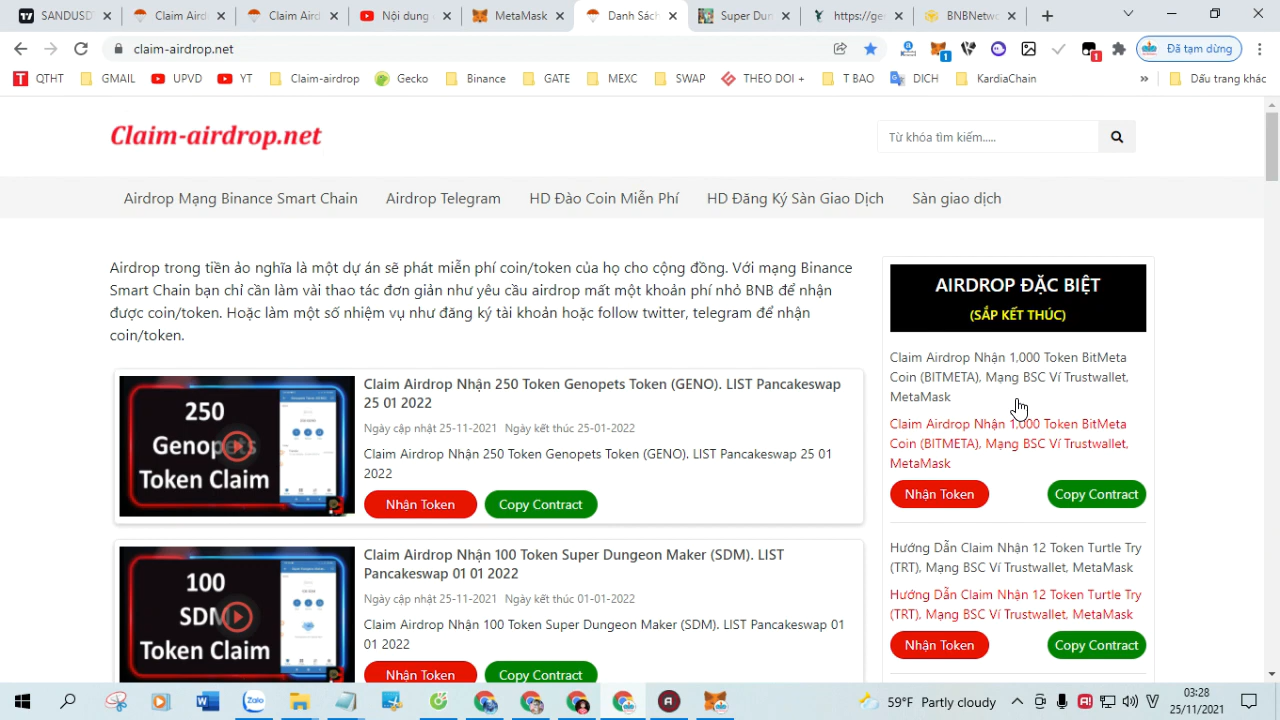 SANDUSD
Claim Aird
Claim Aird
Nội dung
MetaMask
Danh Sách
Super Dun
https://ge
BNBNetwo
claim-airdrop.net
Đã tạm dừng
QTHT
GMAIL
UPVD
YT
Claim-airdrop
Gecko
Binance
GATE
MEXC
SWAP
THEO DOI +
T BAO
DICH
KardiaChain
»
Dấu trang khác
Claim-airdrop.net
Từ khóa tìm kiếm.....
Airdrop Mạng Binance Smart Chain
Airdrop Telegram
HD Đào Coin Miễn Phí
HD Đăng Ký Sàn Giao Dịch
Sàn giao dịch
Airdrop trong tiền ảo nghĩa là một dự án sẽ phát miễn phí coin/token của họ cho cộng đồng. Với mạng Binance
Smart Chain bạn chỉ cần làm vài thao tác đơn giản như yêu cầu airdrop mất một khoản phí nhỏ BNB để nhận
được coin/token. Hoặc làm một số nhiệm vụ như đăng ký tài khoản hoặc follow twitter, telegram để nhận
coin/token.
250
Genopets
Token Claim
Claim Airdrop Nhận 250 Token Genopets Token (GENO). LIST Pancakeswap
25 01 2022
Ngày cập nhật 25-11-2021 Ngày kết thúc 25-01-2022
Claim Airdrop Nhận 250 Token Genopets Token (GENO). LIST Pancakeswap 25 01
2022
Nhận Token
Copy Contract
100
SDM
Token Claim
Claim Airdrop Nhận 100 Token Super Dungeon Maker (SDM). LIST
Pancakeswap 01 01 2022
Ngày cập nhật 25-11-2021 Ngày kết thúc 01-01-2022
Claim Airdrop Nhận 100 Token Super Dungeon Maker (SDM). LIST Pancakeswap 01
01 2022
Nhận Token
Copy Contract
AIRDROP ĐẶC BIỆT
(SẮP KẾT THÚC)
Claim Airdrop Nhận 1,000 Token BitMeta
Coin (BITMETA), Mạng BSC Ví Trustwallet,
MetaMask
Claim Airdrop Nhận 1,000 Token BitMeta
Coin (BITMETA), Mạng BSC Ví Trustwallet,
MetaMask
Nhận Token
Copy Contract
Hướng Dẫn Claim Nhận 12 Token Turtle Try
(TRT), Mạng BSC Ví Trustwallet, MetaMask
Hướng Dẫn Claim Nhận 12 Token Turtle Try
(TRT), Mạng BSC Ví Trustwallet, MetaMask
Nhận Token
Copy Contract
Zalo
59°F Partly cloudy
03:28
25/11/2021